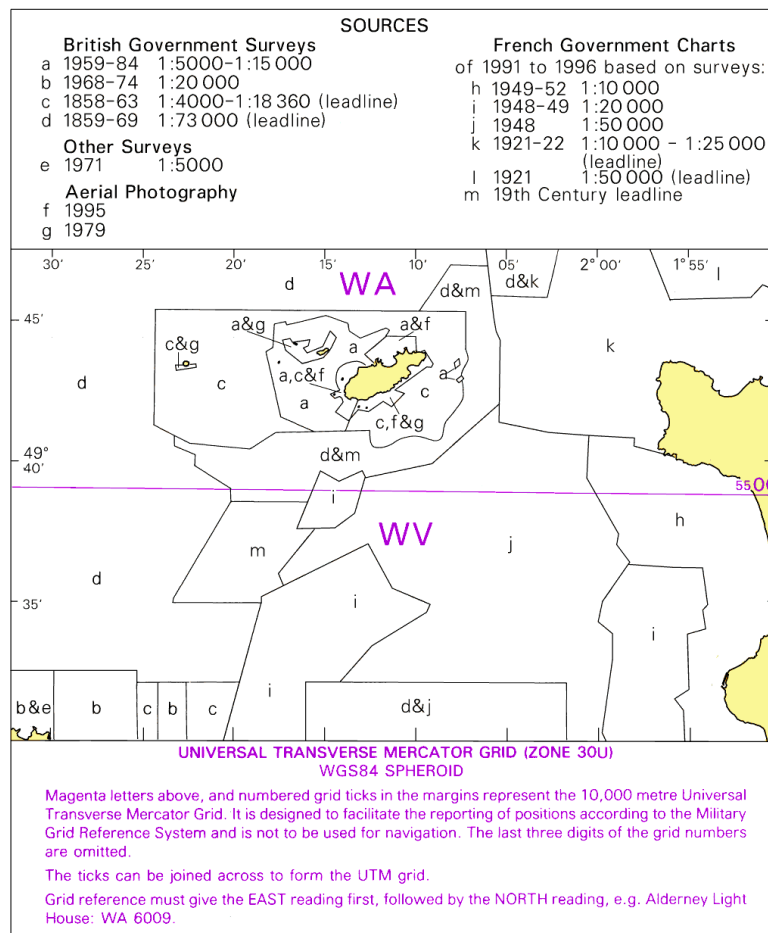 SOURCES
British Government Surveys
a 1959–84 1:5000–1:15 000
b 1968–74 1:20 000
c 1858–63 1:4000–1:18 360 (leadline)
d 1859–69 1:73 000 (leadline)
Other Surveys
e 1971 1:5000
Aerial Photography
f 1995
g 1979
French Government Charts
of 1991 to 1996 based on surveys:
h 1949–52 1:10 000
i 1948–49 1:20 000
j 1948 1:50 000
k 1921–22 1:10 000 – 1:25 000
(leadline)
l 1921 1:50 000 (leadline)
m 19th Century leadline
30' 25' 20' 15' 10' 05' 2° 00' 1° 55'
d WA d&m d&k l
45'
a&g a a&f
c&g k
d c a,c&f a c a
c,f&g
49°
40'
d&m
i 5500
WV h
m j
d
35' i i
i
b&e b c b c d&j
UNIVERSAL TRANSVERSE MERCATOR GRID (ZONE 30U)
WGS84 SPHEROID
Magenta letters above, and numbered grid ticks in the margins represent the 10,000 metre Universal
Transverse Mercator Grid. It is designed to facilitate the reporting of positions according to the Military
Grid Reference System and is not to be used for navigation. The last three digits of the grid numbers
are omitted.
The ticks can be joined across to form the UTM grid.
Grid reference must give the EAST reading first, followed by the NORTH reading, e.g. Alderney Light
House: WA 6009.